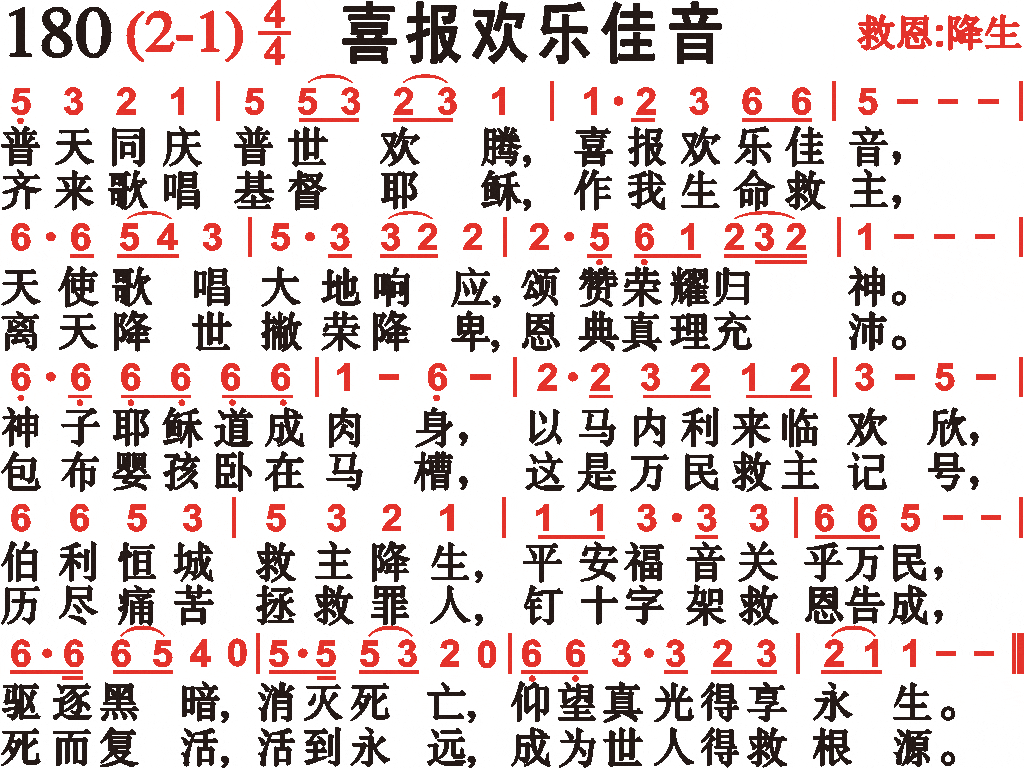 180 (2-1) 4/4 喜报欢乐佳音 救恩:降生
5 3 2 1 | 5 5 3 2 3 1 | 1·2 3 6 6 | 5 - - - |
普天同庆 普世 欢 腾, 喜报欢乐佳音,
齐来歌唱 基督 耶 稣, 作我生命救主,
6·6 5 4 3 | 5·3 3 2 2 | 2·5 6 1 2 3 2 | 1 - - - |
天使歌 唱 大地响 应, 颂赞荣耀归 神。
离天降 世 撇荣降 卑, 恩典真理充 沛。
6·6 6 6 6 6 | 1 - 6 - | 2·2 3 2 1 2 | 3 - 5 - |
神子耶稣道成肉 身, 以马内利来临欢 欣,
包布婴孩卧在马 槽, 这是万民救主记 号,
6 6 5 3 | 5 3 2 1 | 1 1 3·3 3 | 6 6 5 - - |
伯利恒城 救主降生, 平安福音关 乎万民,
历尽痛苦 拯救罪人, 钉十字架救 恩告成,
6·6 6 5 4 0 | 5·5 5 3 2 0 | 6 6 3·3 2 3 | 2 1 1 - - ‖
驱逐黑 暗, 消灭死 亡, 仰望真光得享 永 生。
死而复 活, 活到永 远, 成为世人得救 根 源。